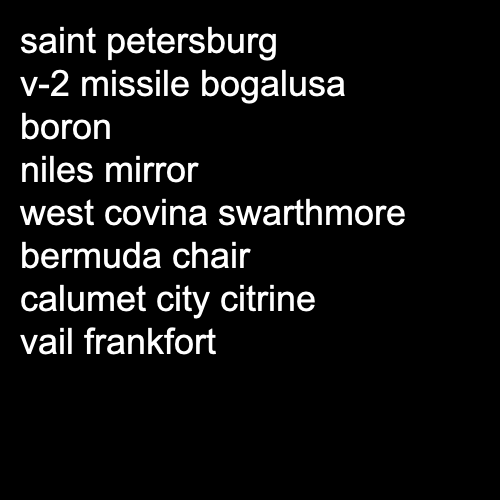 saint petersburg
v-2 missile bogalusa
boron
niles mirror
west covina swarthmore
bermuda chair
calumet city citrine
vail frankfort